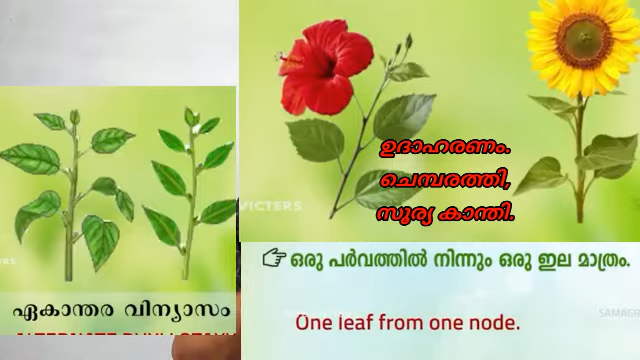 ഉദാഹരണം.
ചെമ്പരത്തി,
സൂര്യ കാന്തി.
VICTERS
ഏകാന്തര വിന്യാസം
☞ ഒരു പർവത്തിൽ നിന്നും ഒരു ഇല മാത്രം.
One leaf from one node.